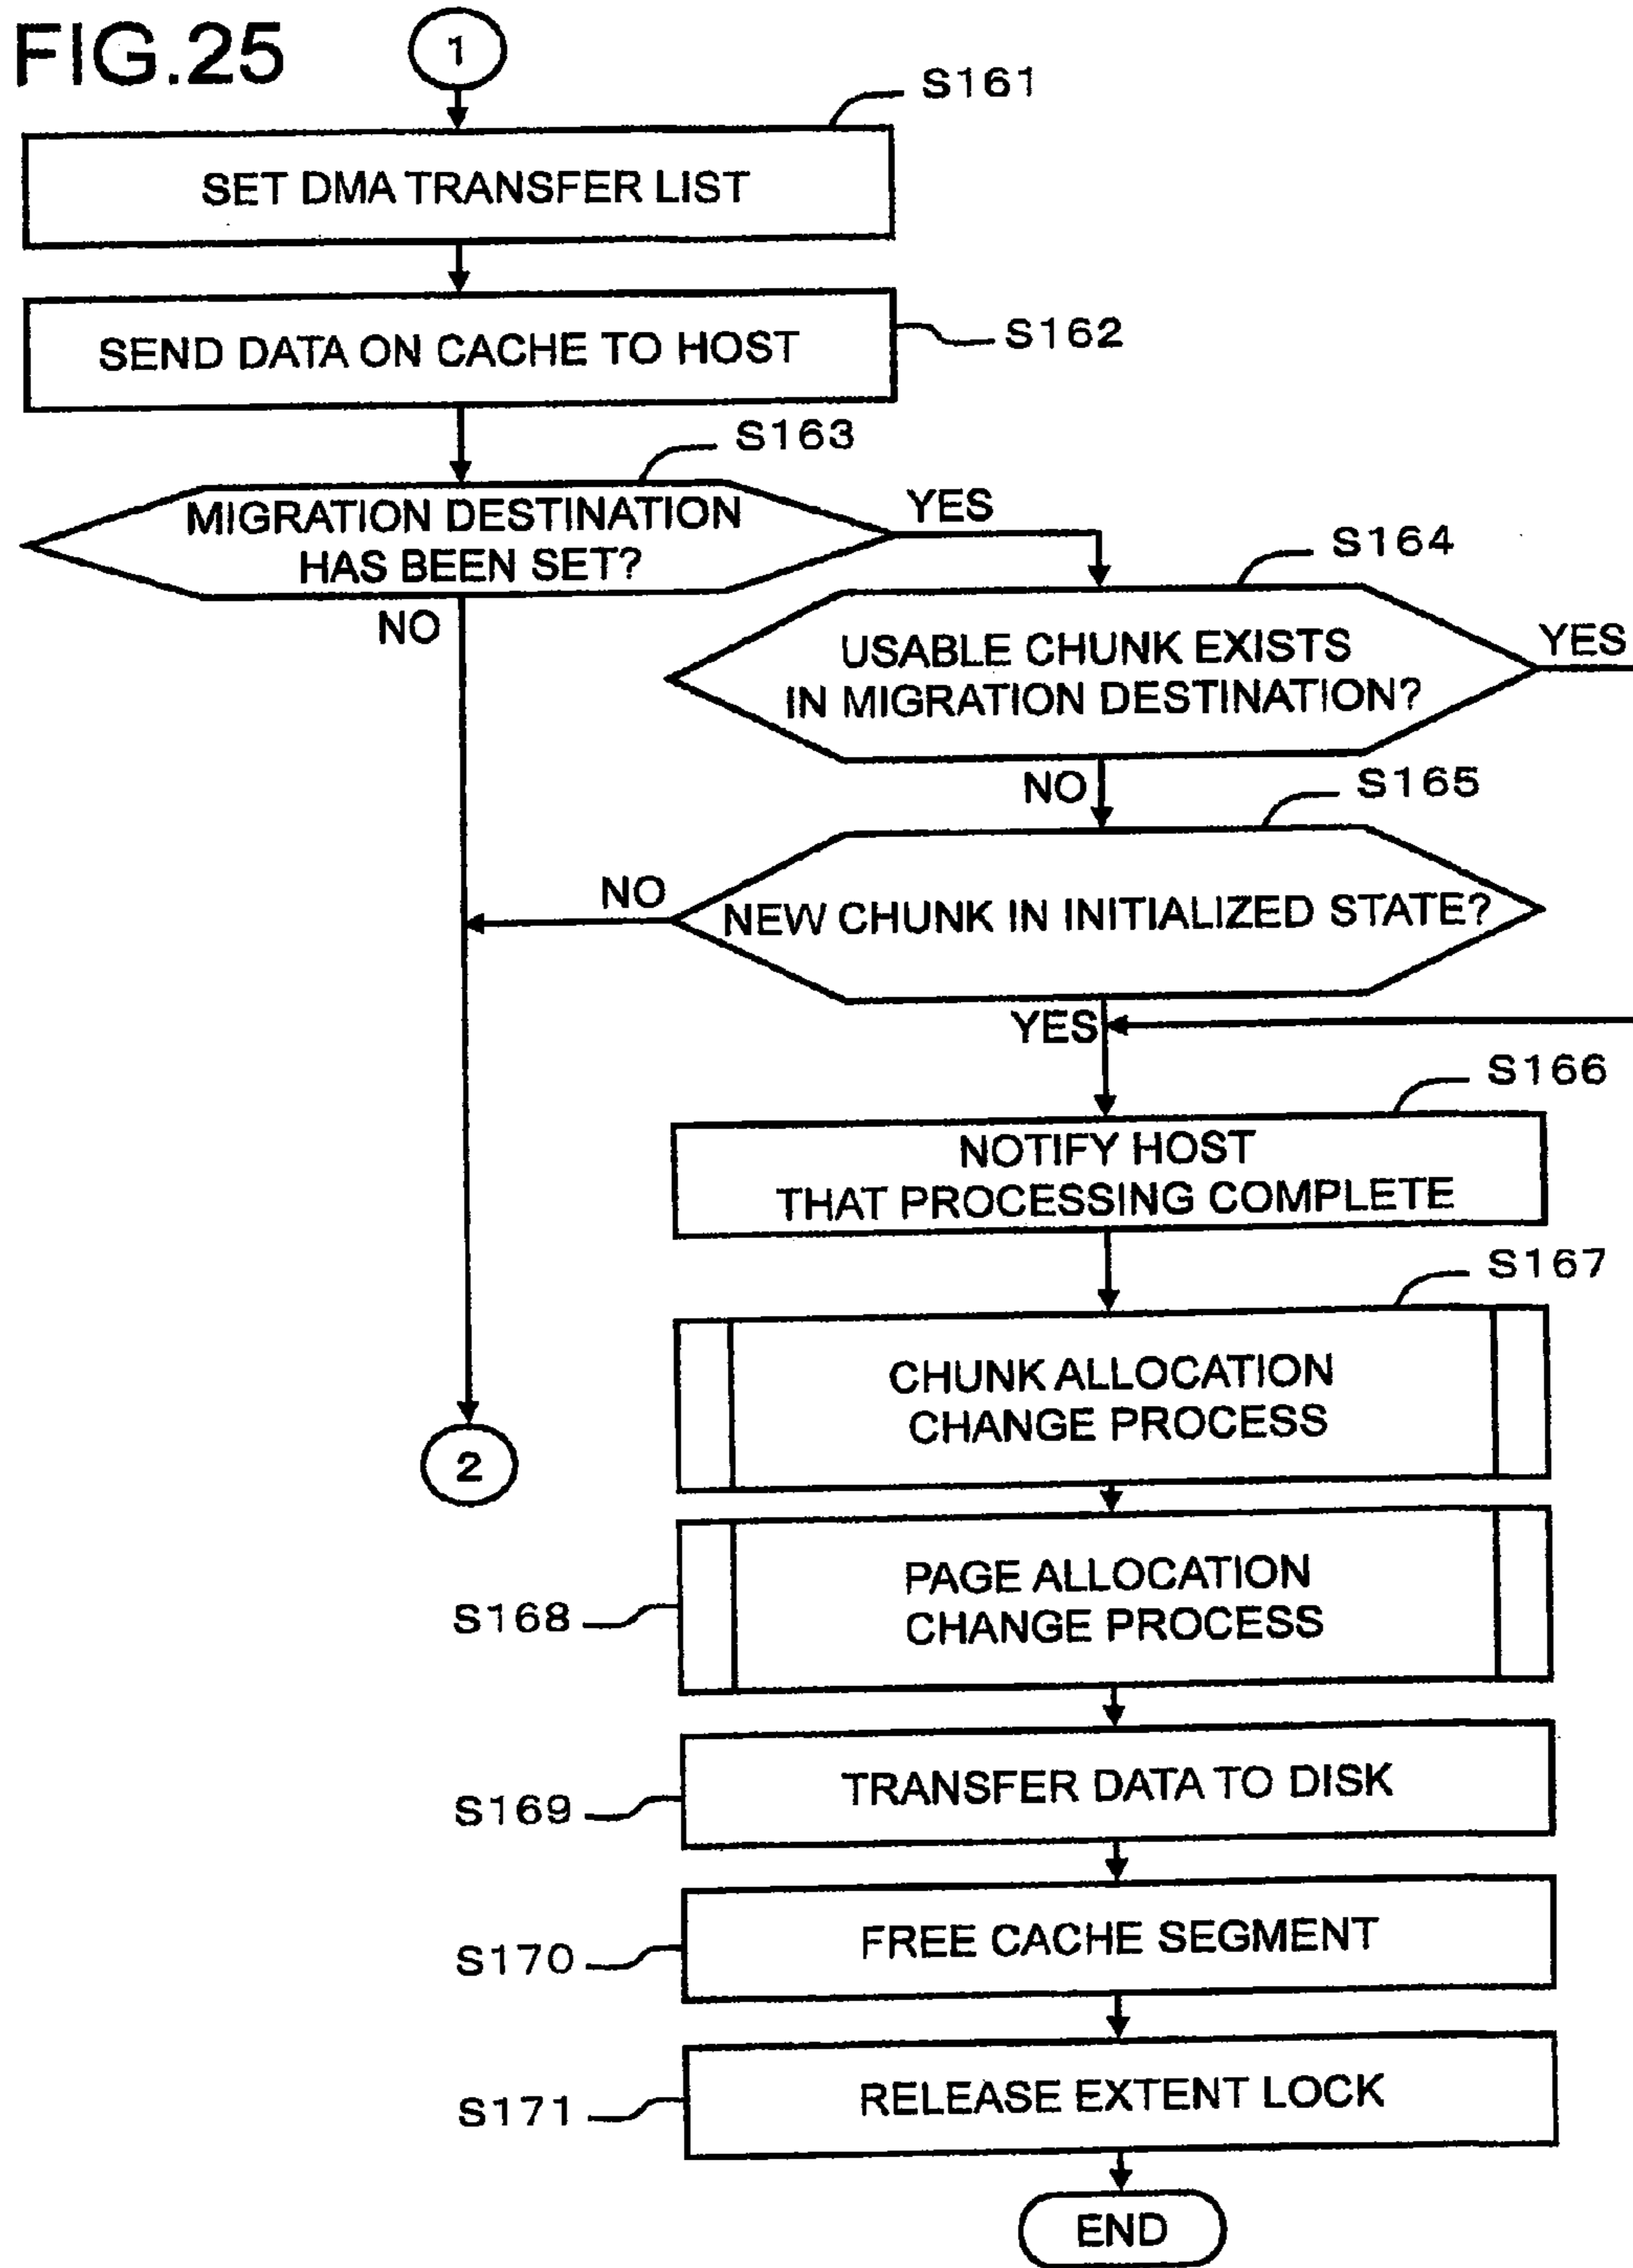 FIG.25
1
S161
SET DMA TRANSFER LIST
SEND DATA ON CACHE TO HOST
S162
S163
MIGRATION DESTINATION
HAS BEEN SET?
YES
NO
S164
USABLE CHUNK EXISTS
IN MIGRATION DESTINATION?
YES
NO
S165
NEW CHUNK IN INITIALIZED STATE?
NO
YES
S166
NOTIFY HOST
THAT PROCESSING COMPLETE
S167
CHUNK ALLOCATION
CHANGE PROCESS
2
PAGE ALLOCATION
CHANGE PROCESS
S168
TRANSFER DATA TO DISK
S169
FREE CACHE SEGMENT
S170
RELEASE EXTENT LOCK
S171
END